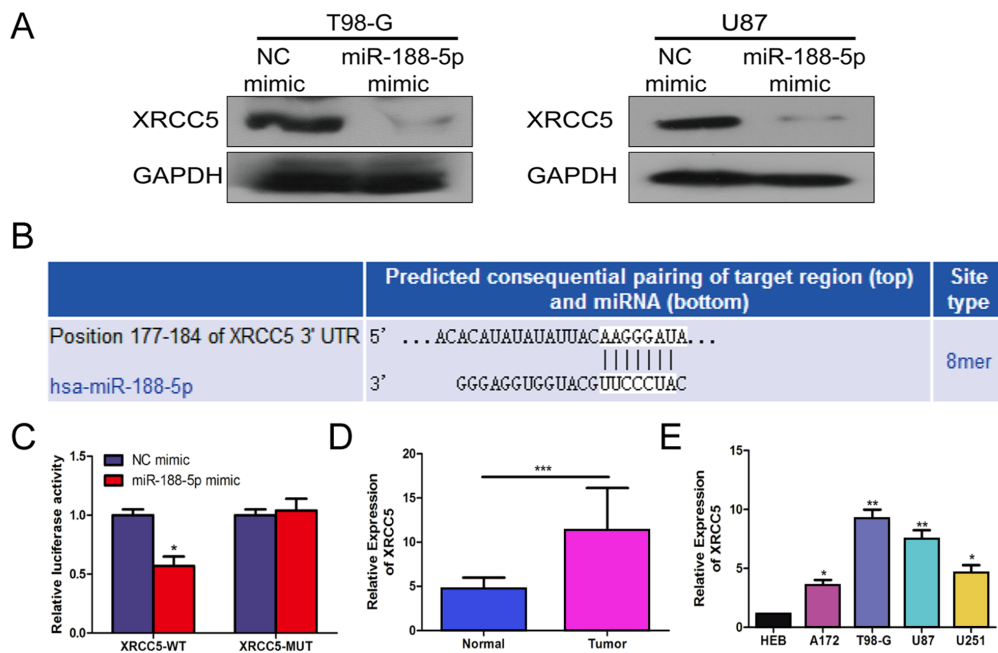 A
T98-G
U87
NC mimic
miR-188-5p mimic
NC mimic
miR-188-5p mimic
XRCC5
XRCC5
GAPDH
GAPDH
B
Predicted consequential pairing of target region (top) and miRNA (bottom)
Site type
Position 177-184 of XRCC5 3' UTR
5' ...ACACAUAUAUAUUACAAGGGAUA...
hsa-miR-188-5p
3' GGGAGGUGGUACGUUCCCUAC
8mer
C
NC mimic
miR-188-5p mimic
Relative luciferase activity
1.5
1.0
0.5
0.0
*
XRCC5-WT
XRCC5-MUT
D
Relative Expression of XRCC5
20
15
10
5
0
***
Normal
Tumor
E
Relative Expression of XRCC5
15
10
5
0
*
**
**
*
HEB
A172
T98-G
U87
U251